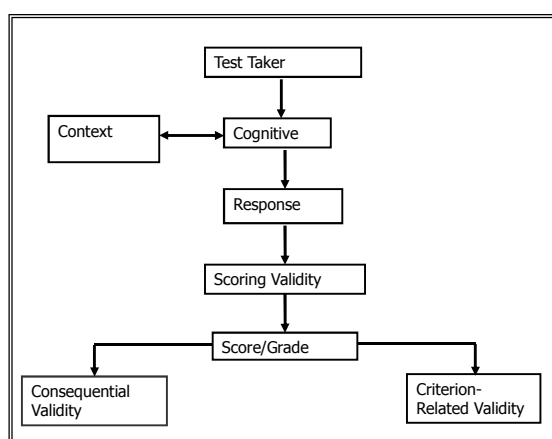 Test Taker
Context
Cognitive
Response
Scoring Validity
Score/Grade
Consequential
Validity
Criterion-
Related Validity